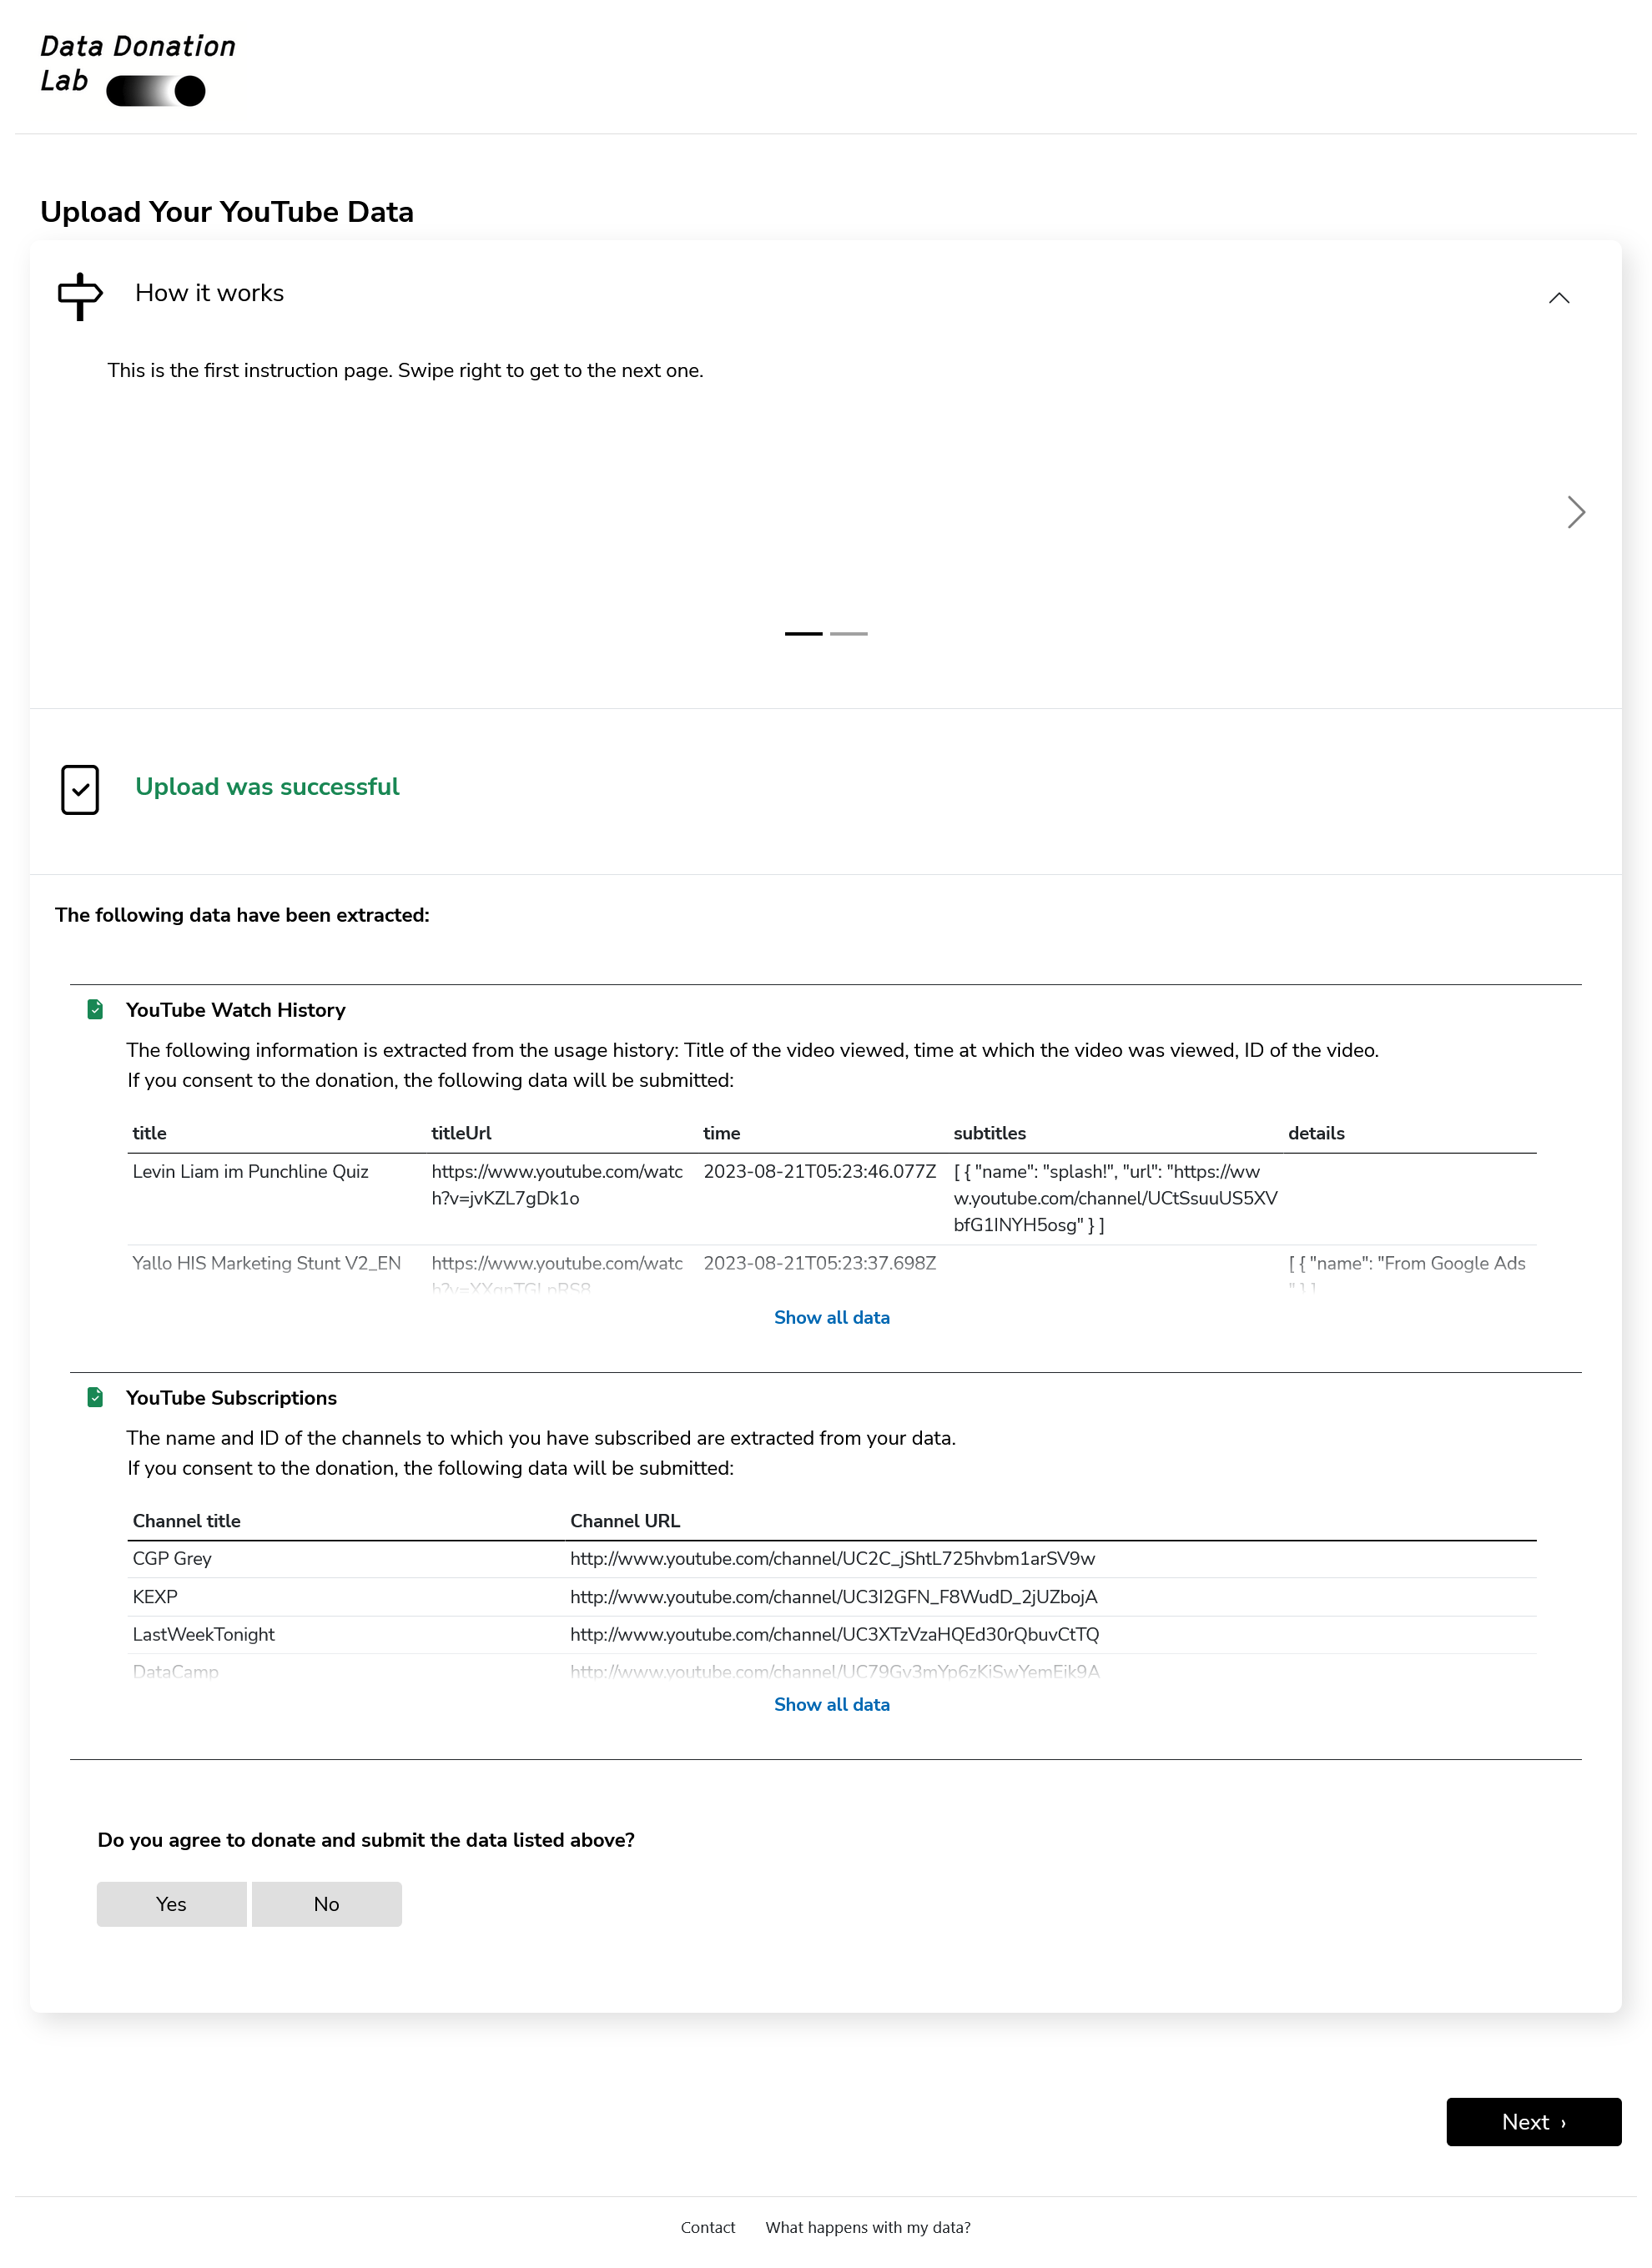 Data Donation
Lab
Upload Your YouTube Data
How it works
This is the first instruction page. Swipe right to get to the next one.
Upload was successful
The following data have been extracted:
YouTube Watch History
The following information is extracted from the usage history: Title of the video viewed, time at which the video was viewed, ID of the video.
If you consent to the donation, the following data will be submitted:
title titleUrl time subtitles details
Levin Liam im Punchline Quiz https://www.youtube.com/watc 2023-08-21T05:23:46.077Z [ { "name": "splash!", "url": "https://ww
h?v=jvKZL7gDk1o w.youtube.com/channel/UCtSsuuUS5XV
bfG1INYH5osg" } ]
Yallo HIS Marketing Stunt V2_EN https://www.youtube.com/watc 2023-08-21T05:23:37.698Z [ { "name": "From Google Ads
" } ]
Show all data
YouTube Subscriptions
The name and ID of the channels to which you have subscribed are extracted from your data.
If you consent to the donation, the following data will be submitted:
Channel title Channel URL
CGP Grey http://www.youtube.com/channel/UC2C_jShtL725hvbm1arSV9w
KEXP http://www.youtube.com/channel/UC3I2GFN_F8WudD_2jUZbojA
LastWeekTonight http://www.youtube.com/channel/UC3XTzVzaHQEd30rQbuvCtTQ
DataCamp http://www.youtube.com/channel/UC79Gv3mYp6zKiSwYemEik9A
Show all data
Do you agree to donate and submit the data listed above?
Yes No
Next ›
Contact What happens with my data?